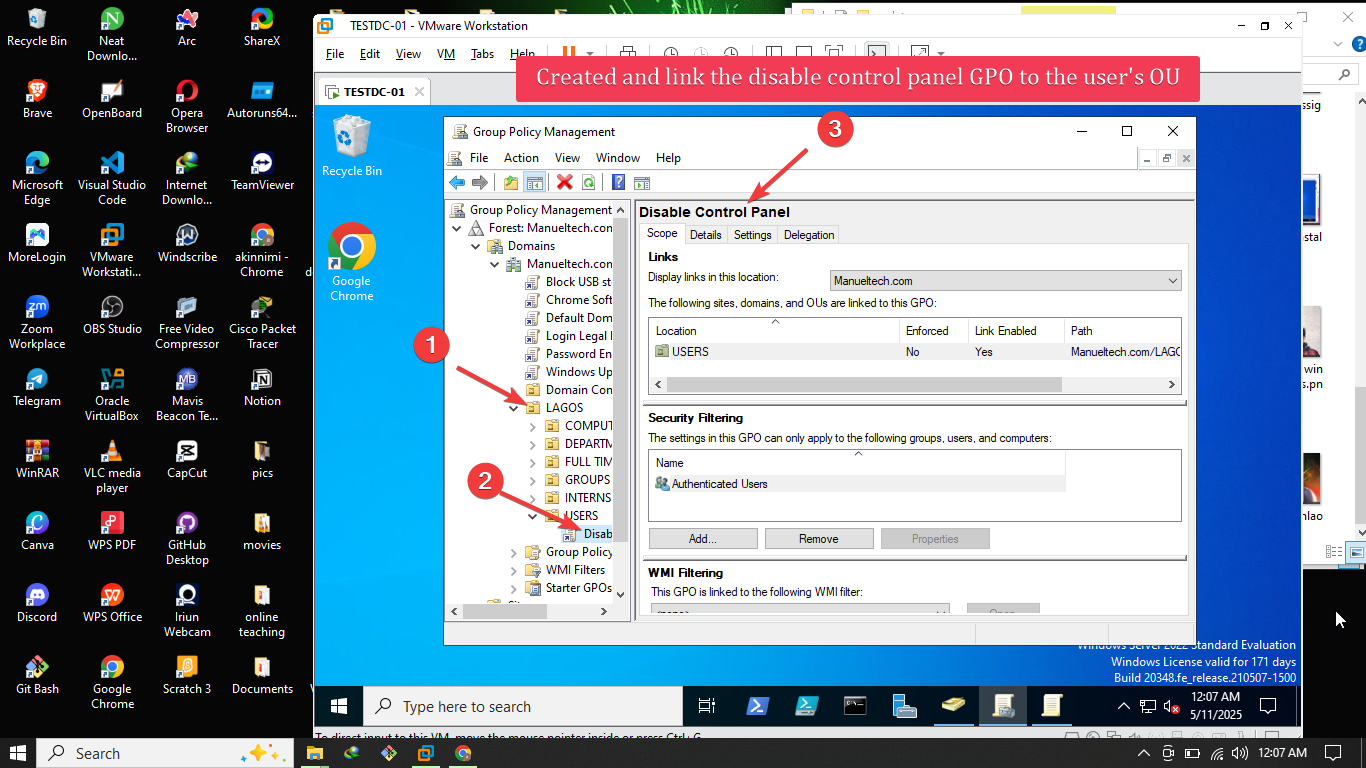 Recycle Bin
Neat
Downlo...
Arc
ShareX
Brave
OpenBoard
Opera
Browser
Autoruns64...
Microsoft
Edge
Visual Studio
Code
Internet
Downlo...
TeamViewer
MoreLogin
VMware
Workstati...
Windscribe
akinnimi -
Chrome
Zoom
Workplace
OBS Studio
Free Video
Compressor
Cisco Packet
Tracer
Telegram
Oracle
VirtualBox
Mavis
Beacon Te...
Notion
WinRAR
VLC media
player
CapCut
pics
Canva
WPS PDF
GitHub
Desktop
movies
Discord
WPS Office
Iriun
Webcam
online
teaching
Git Bash
Google
Chrome
Scratch 3
Documents
TESTDC-01 - VMware Workstation
File Edit View VM Tabs Help
Created and link the disable control panel GPO to the user's OU
TESTDC-01
Recycle Bin
Google
Chrome
Group Policy Management
3
File Action View Window Help
Group Policy Management
Forest: Manueltech.con
Domains
Manueltech.con
Block USB st
Chrome Soft
Default Dom
Login Legal
Password En
Windows Up
Domain Con
1
LAGOS
COMPUT
DEPARTM
FULL TIM
GROUPS
INTERNS
2
USERS
Disab
Group Policy
WMI Filters
Starter GPOs
Disable Control Panel
Scope Details Settings Delegation
Links
Display links in this location: Manueltech.com
The following sites, domains, and OUs are linked to this GPO:
Location Enforced Link Enabled Path
USERS No Yes Manueltech.com/LAGO
Security Filtering
The settings in this GPO can only apply to the following groups, users, and computers:
Name
Authenticated Users
Add... Remove Properties
WMI Filtering
This GPO is linked to the following WMI filter:
<none> Open
Windows Server 2022 Standard Evaluation
Windows License valid for 171 days
Build 20348.fe_release.210507-1500
Type here to search
12:07 AM
5/11/2025
To direct input to this VM, move the mouse pointer inside or press Ctrl+G.
Search
12:07 AM